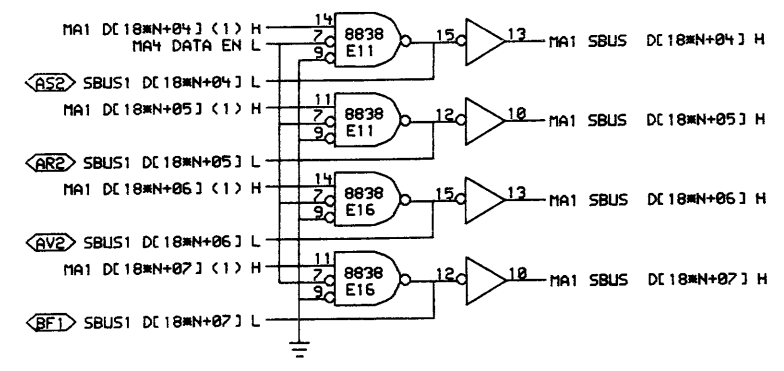 MA1 D[18*N+04] (1) H 14 8838 15 13 MA1 SBUS D[18*N+04] H
MA4 DATA EN L 7 E11
9
AS2 SBUS1 D[18*N+04] L
MA1 D[18*N+05] (1) H 11 8838 12 10 MA1 SBUS D[18*N+05] H
7 E11
9
AR2 SBUS1 D[18*N+05] L
MA1 D[18*N+06] (1) H 14 8838 15 13 MA1 SBUS D[18*N+06] H
7 E16
9
AV2 SBUS1 D[18*N+06] L
MA1 D[18*N+07] (1) H 11 8838 12 10 MA1 SBUS D[18*N+07] H
7 E16
9
BF1 SBUS1 D[18*N+07] L